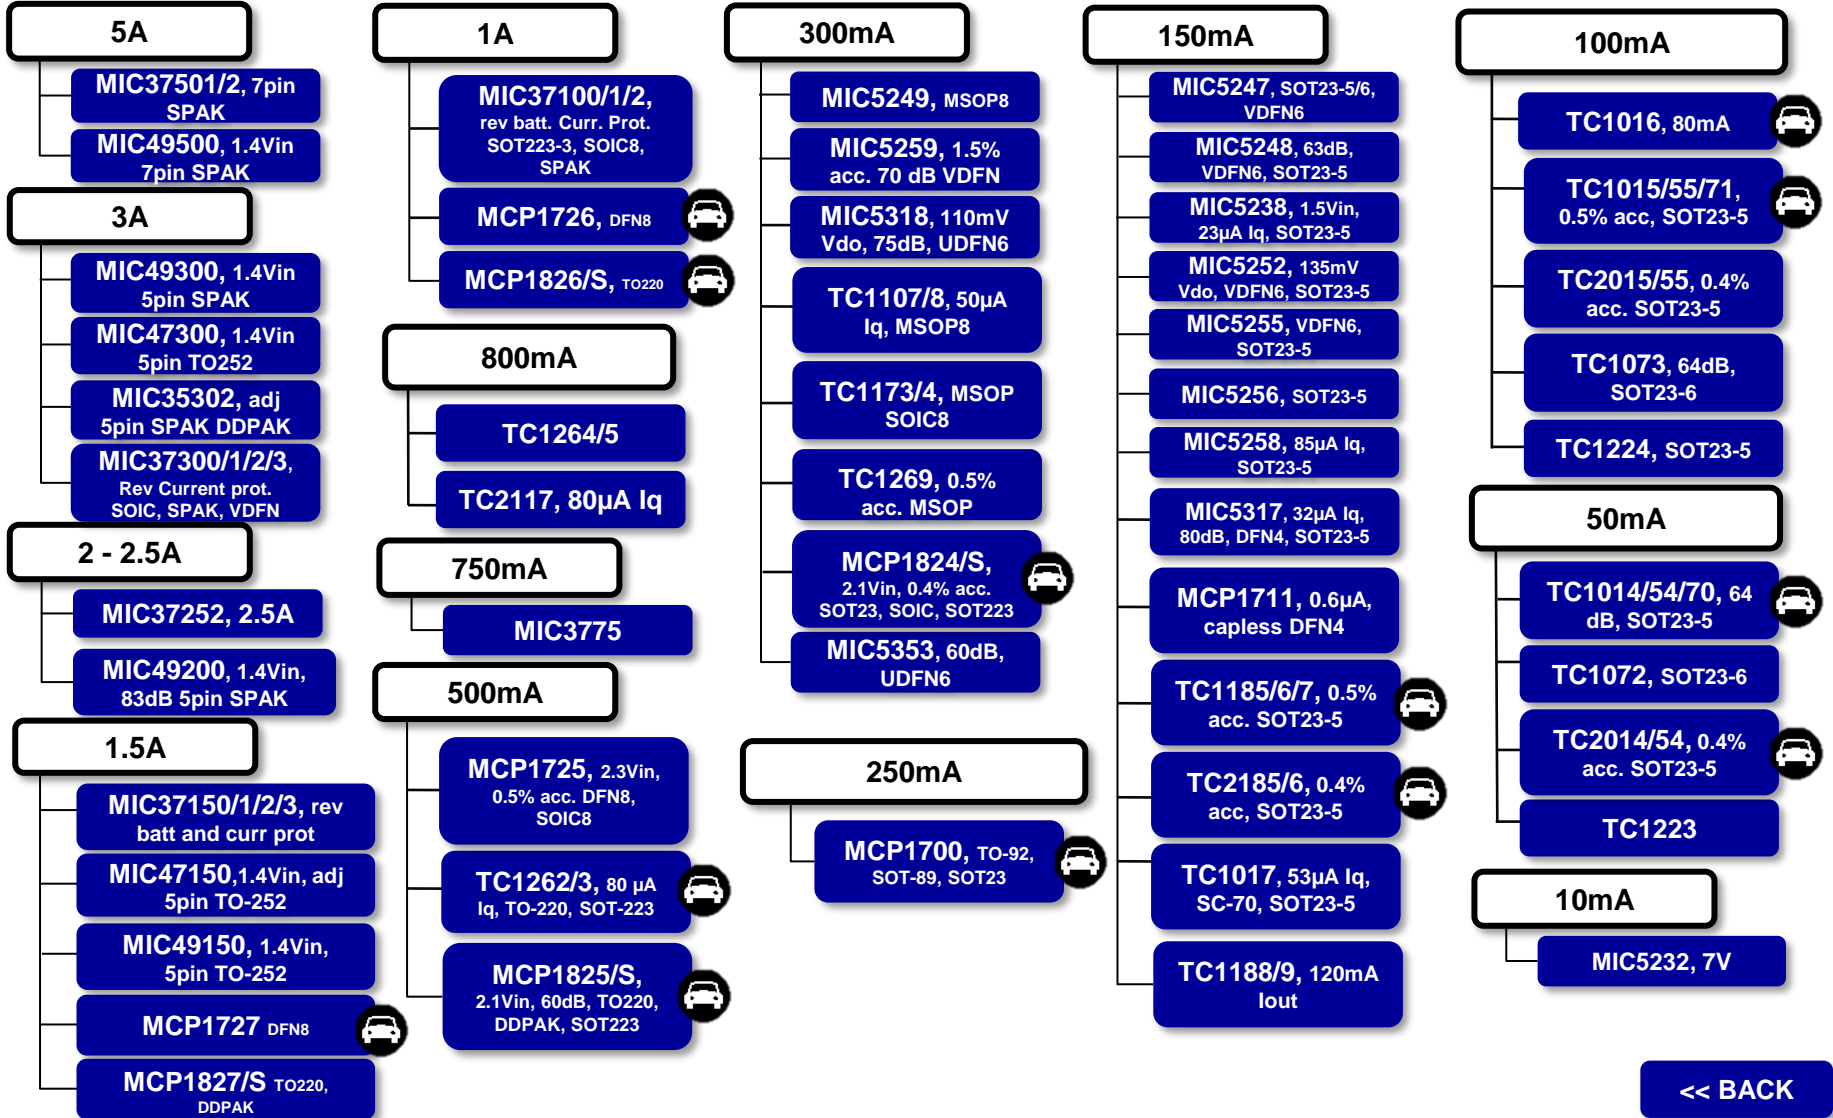 5A
MIC37501/2, 7pin
SPAK
MIC49500, 1.4Vin
7pin SPAK
3A
MIC49300, 1.4Vin
5pin SPAK
MIC47300, 1.4Vin
5pin TO252
MIC35302, adj
5pin SPAK DDPAK
MIC37300/1/2/3,
Rev Current prot.
SOIC, SPAK, VDFN
2 - 2.5A
MIC37252, 2.5A
MIC49200, 1.4Vin,
83dB 5pin SPAK
1.5A
MIC37150/1/2/3, rev
batt and curr prot
MIC47150,1.4Vin, adj
5pin TO-252
MIC49150, 1.4Vin,
5pin TO-252
MCP1727 DFN8
MCP1827/S TO220,
DDPAK
1A
MIC37100/1/2,
rev batt. Curr. Prot.
SOT223-3, SOIC8,
SPAK
MCP1726, DFN8
MCP1826/S, TO220
800mA
TC1264/5
TC2117, 80µA Iq
750mA
MIC3775
500mA
MCP1725, 2.3Vin,
0.5% acc. DFN8,
SOIC8
TC1262/3, 80 µA
Iq, TO-220, SOT-223
MCP1825/S,
2.1Vin, 60dB, TO220,
DDPAK, SOT223
300mA
MIC5249, MSOP8
MIC5259, 1.5%
acc. 70 dB VDFN
MIC5318, 110mV
Vdo, 75dB, UDFN6
TC1107/8, 50µA
Iq, MSOP8
TC1173/4, MSOP
SOIC8
TC1269, 0.5%
acc. MSOP
MCP1824/S,
2.1Vin, 0.4% acc.
SOT23, SOIC, SOT223
MIC5353, 60dB,
UDFN6
250mA
MCP1700, TO-92,
SOT-89, SOT23
150mA
MIC5247, SOT23-5/6,
VDFN6
MIC5248, 63dB,
VDFN6, SOT23-5
MIC5238, 1.5Vin,
23µA Iq, SOT23-5
MIC5252, 135mV
Vdo, VDFN6, SOT23-5
MIC5255, VDFN6,
SOT23-5
MIC5256, SOT23-5
MIC5258, 85µA Iq,
SOT23-5
MIC5317, 32µA Iq,
80dB, DFN4, SOT23-5
MCP1711, 0.6µA,
capless DFN4
TC1185/6/7, 0.5%
acc. SOT23-5
TC2185/6, 0.4%
acc, SOT23-5
TC1017, 53µA Iq,
SC-70, SOT23-5
TC1188/9, 120mA
Iout
100mA
TC1016, 80mA
TC1015/55/71,
0.5% acc, SOT23-5
TC2015/55, 0.4%
acc. SOT23-5
TC1073, 64dB,
SOT23-6
TC1224, SOT23-5
50mA
TC1014/54/70, 64
dB, SOT23-5
TC1072, SOT23-6
TC2014/54, 0.4%
acc. SOT23-5
TC1223
10mA
MIC5232, 7V
<< BACK